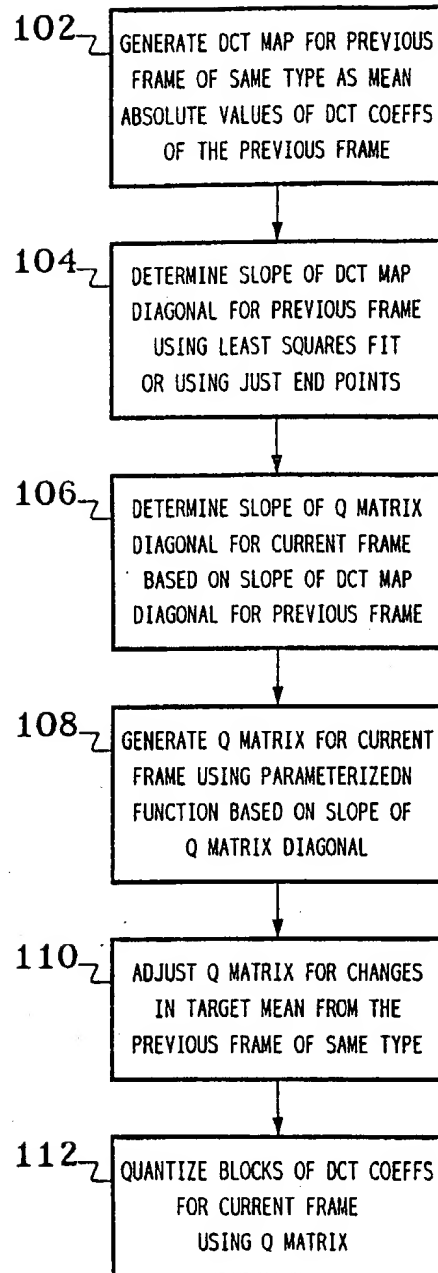 102
GENERATE DCT MAP FOR PREVIOUS
FRAME OF SAME TYPE AS MEAN
ABSOLUTE VALUES OF DCT COEFFS
OF THE PREVIOUS FRAME
104
DETERMINE SLOPE OF DCT MAP
DIAGONAL FOR PREVIOUS FRAME
USING LEAST SQUARES FIT
OR USING JUST END POINTS
106
DETERMINE SLOPE OF Q MATRIX
DIAGONAL FOR CURRENT FRAME
BASED ON SLOPE OF DCT MAP
DIAGONAL FOR PREVIOUS FRAME
108
GENERATE Q MATRIX FOR CURRENT
FRAME USING PARAMETERIZEDN
FUNCTION BASED ON SLOPE OF
Q MATRIX DIAGONAL
110
ADJUST Q MATRIX FOR CHANGES
IN TARGET MEAN FROM THE
PREVIOUS FRAME OF SAME TYPE
112
QUANTIZE BLOCKS OF DCT COEFFS
FOR CURRENT FRAME
USING Q MATRIX